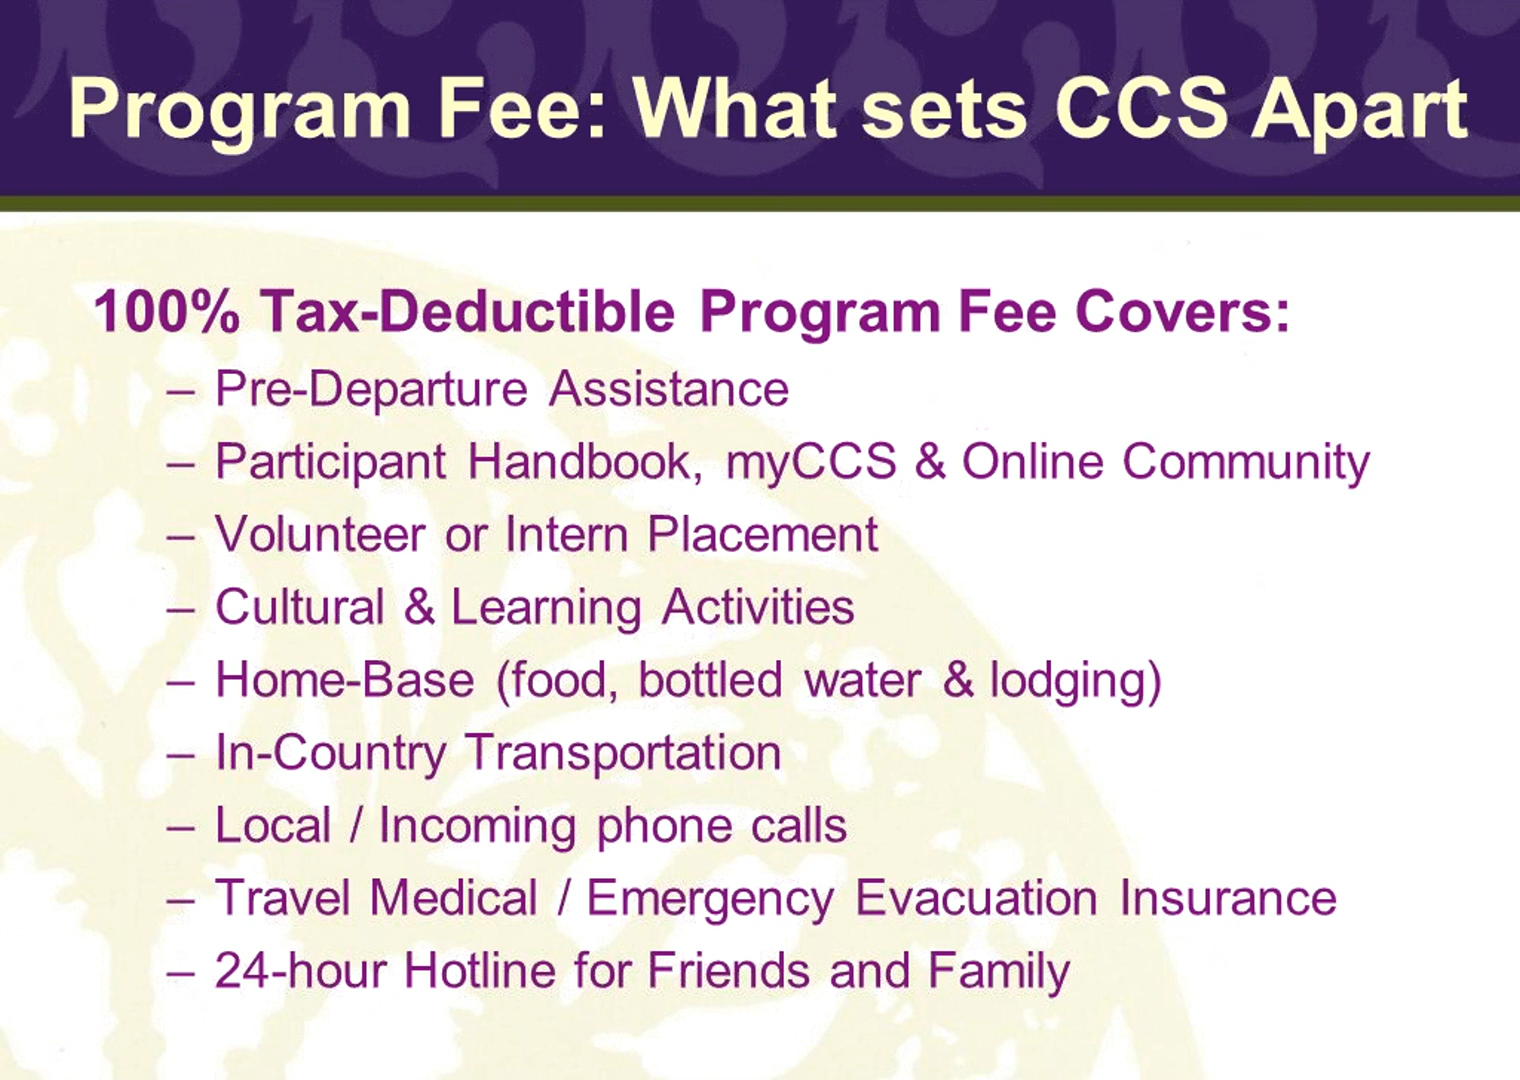 Program Fee: What sets CCS Apart
100% Tax-Deductible Program Fee Covers:
– Pre-Departure Assistance
– Participant Handbook, myCCS & Online Community
– Volunteer or Intern Placement
– Cultural & Learning Activities
– Home-Base (food, bottled water & lodging)
– In-Country Transportation
– Local / Incoming phone calls
– Travel Medical / Emergency Evacuation Insurance
– 24-hour Hotline for Friends and Family